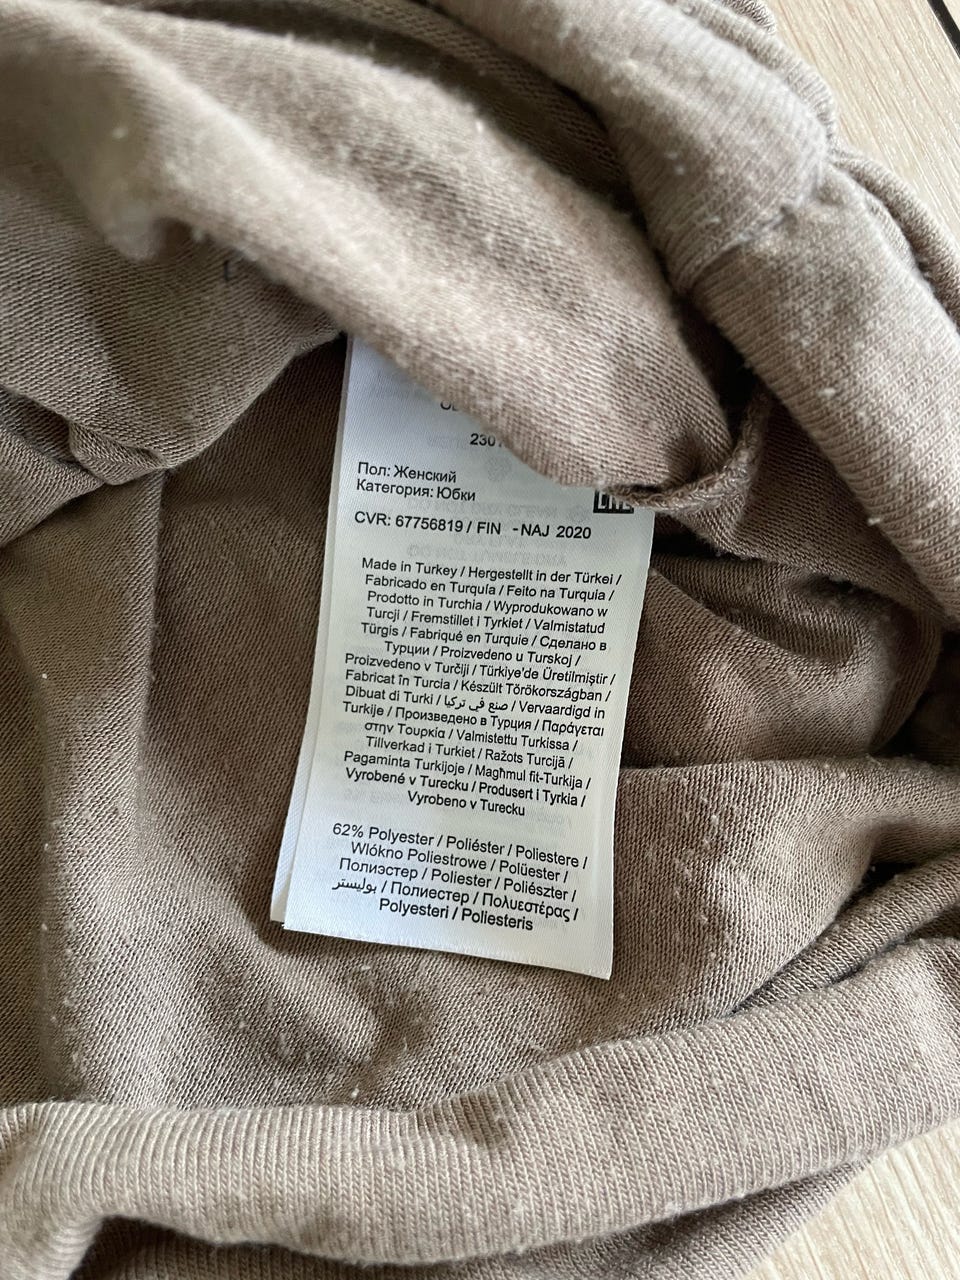 2301
Пол: Женский
Категория: Юбки
CVR: 67756819 / FIN - NAJ 2020
Made in Turkey / Hergestellt in der Türkei /
Fabricado en Turquía / Feito na Turquia /
Prodotto in Turchia / Wyprodukowano w
Turcji / Fremstillet i Tyrkiet / Valmistatud
Türgis / Fabriqué en Turquie / Сделано в
Турции / Proizvedeno u Turskoj /
Proizvedeno v Turčiji / Türkiye'de Üretilmiştir /
Fabricat în Turcia / Készült Törökországban /
Dibuat di Turki / صنع في تركيا / Vervaardigd in
Turkije / Произведено в Турция / Παράγεται
στην Τουρκία / Valmistettu Turkissa /
Tillverkad i Turkiet / Ražots Turcijā /
Pagaminta Turkijoje / Magħmul fit-Turkija /
Vyrobené v Turecku / Produsert i Tyrkia /
Vyrobeno v Turecku
62% Polyester / Poliéster / Poliestere /
Włókno Poliestrowe / Polüester /
Полиэстер / Poliester / Poliészter /
بوليستر / Полиестер / Πολυεστέρας /
Polyesteri / Poliesteris